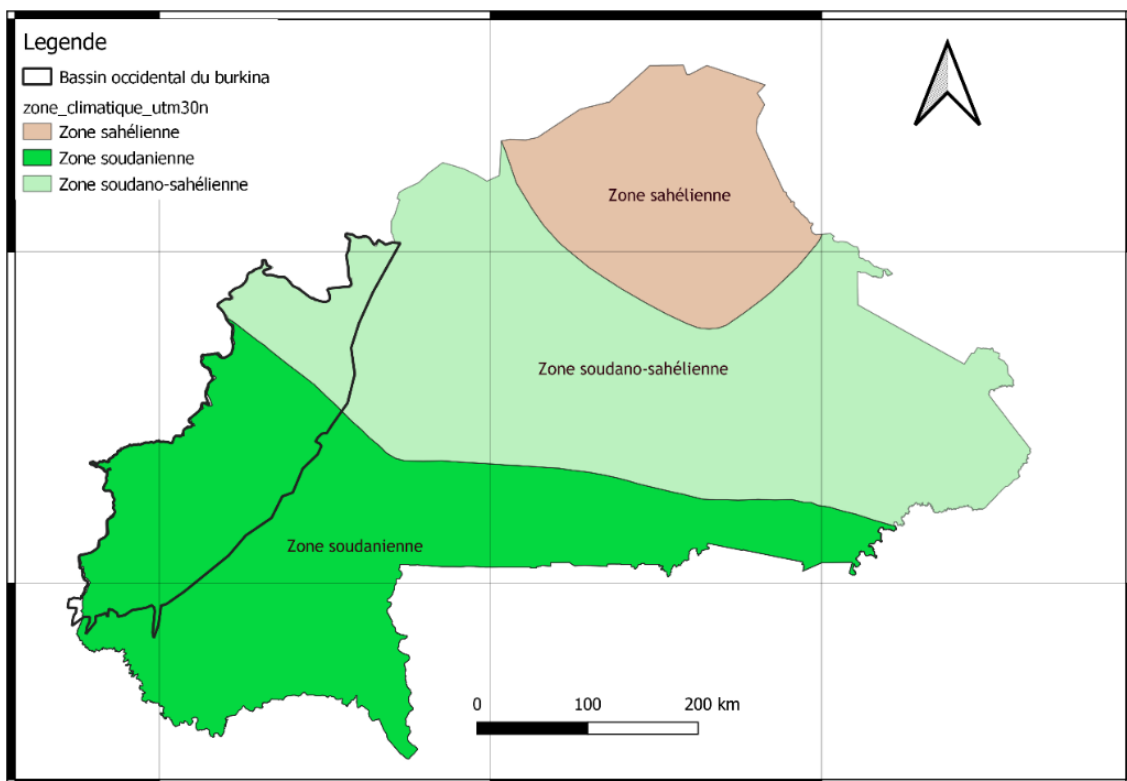 Legende
Bassin occidental du burkina
zone_climatique_utm30n
Zone sahélienne
Zone soudanienne
Zone soudano-sahélienne
Zone sahélienne
Zone soudano-sahélienne
Zone soudanienne
0 100 200 km